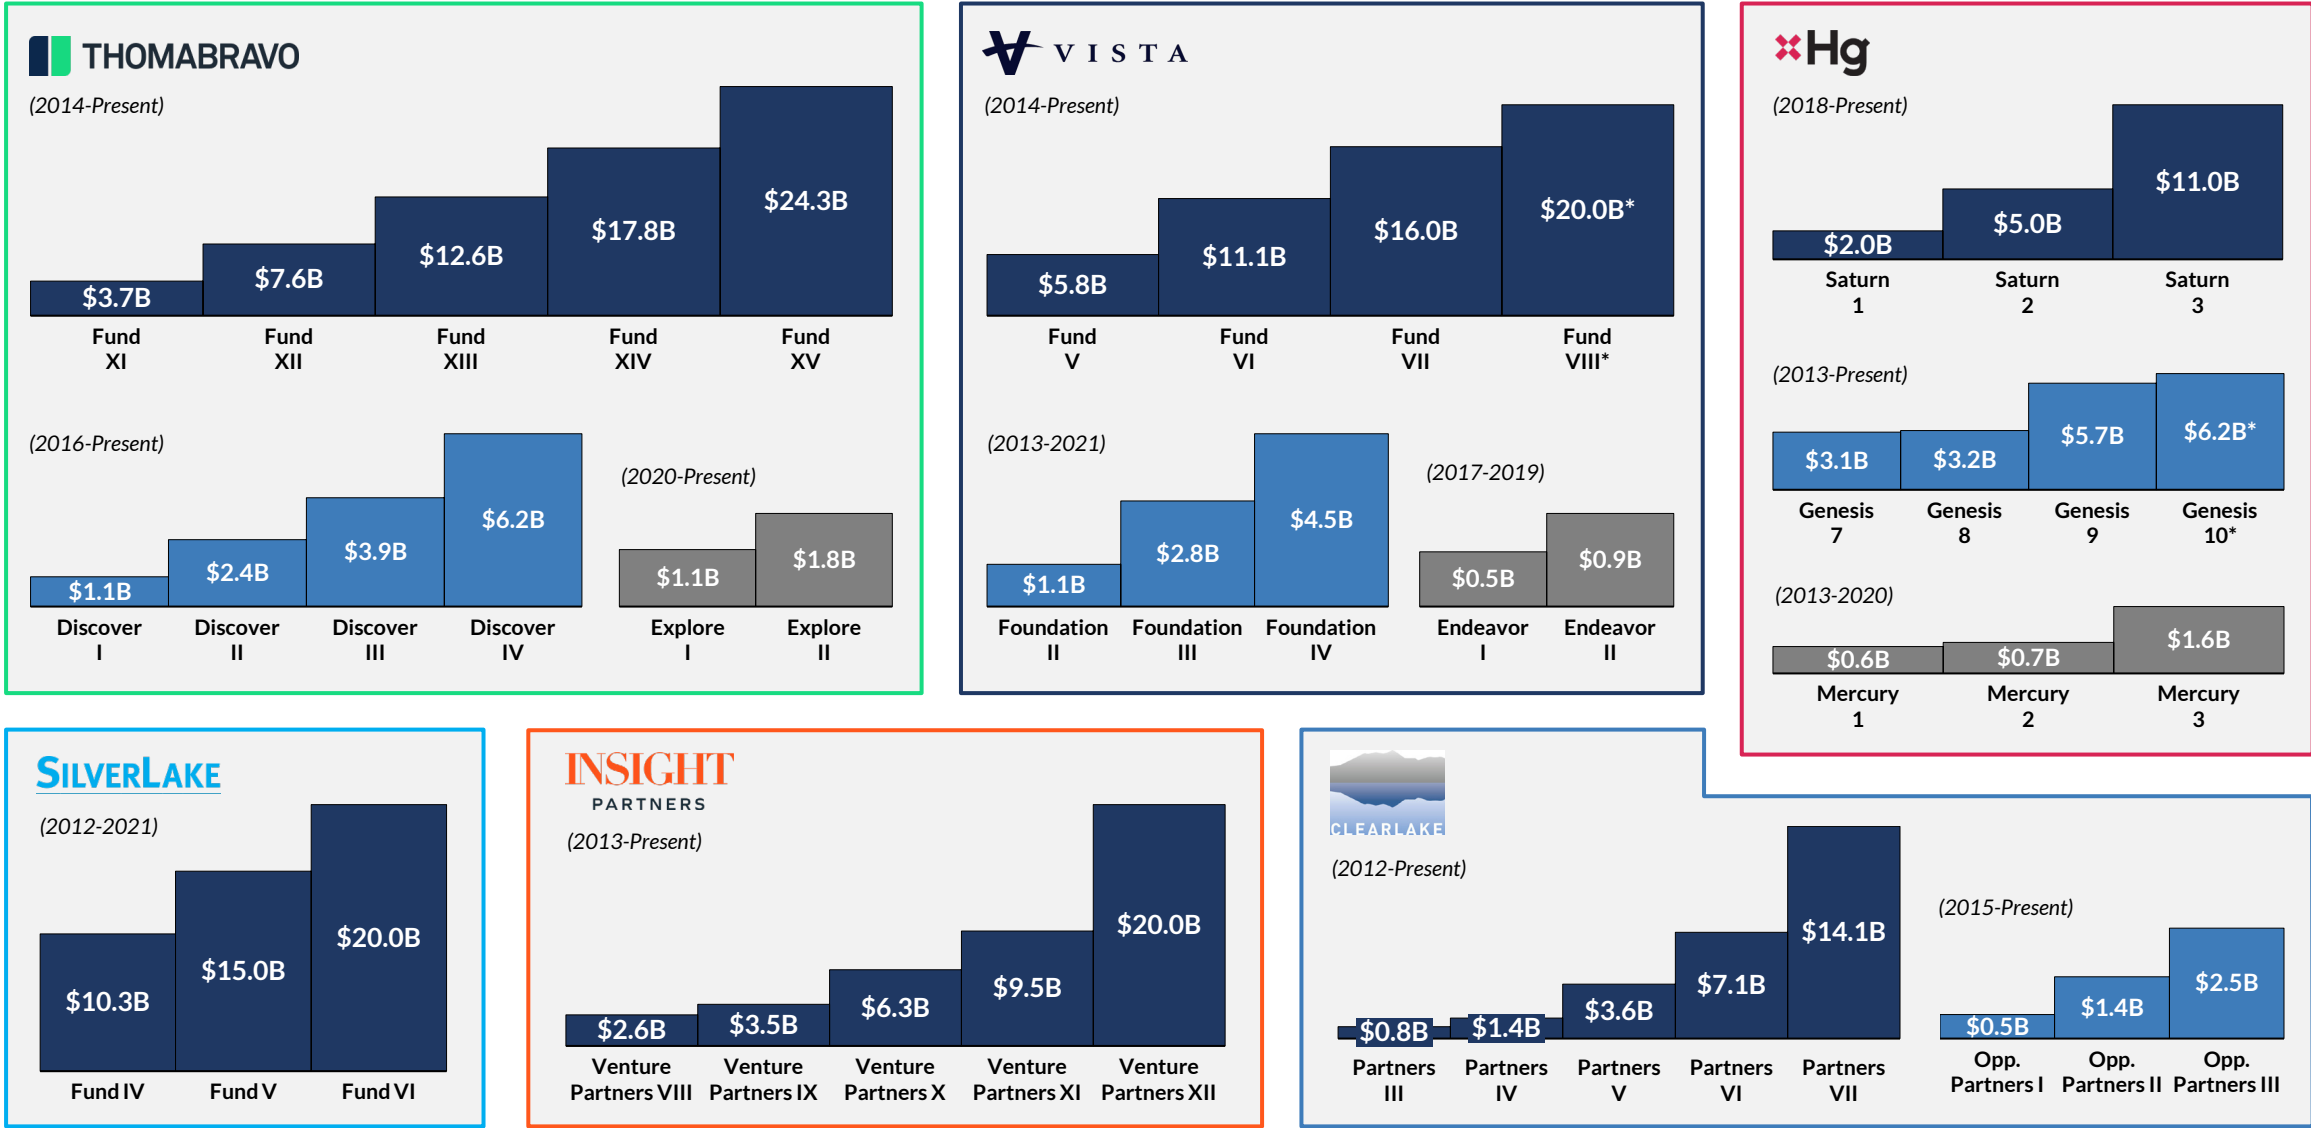 THOMABRAVO
(2014-Present)
$3.7B
$7.6B
$12.6B
$17.8B
$24.3B
Fund XI
Fund XII
Fund XIII
Fund XIV
Fund XV
(2016-Present)
$1.1B
$2.4B
$3.9B
$6.2B
Discover I
Discover II
Discover III
Discover IV
(2020-Present)
$1.1B
$1.8B
Explore I
Explore II
VISTA
(2014-Present)
$5.8B
$11.1B
$16.0B
$20.0B*
Fund V
Fund VI
Fund VII
Fund VIII*
(2013-2021)
$1.1B
$2.8B
$4.5B
Foundation II
Foundation III
Foundation IV
(2017-2019)
$0.5B
$0.9B
Endeavor I
Endeavor II
Hg
(2018-Present)
$2.0B
$5.0B
$11.0B
Saturn 1
Saturn 2
Saturn 3
(2013-Present)
$3.1B
$3.2B
$5.7B
$6.2B*
Genesis 7
Genesis 8
Genesis 9
Genesis 10*
(2013-2020)
$0.6B
$0.7B
$1.6B
Mercury 1
Mercury 2
Mercury 3
SILVERLAKE
(2012-2021)
$10.3B
$15.0B
$20.0B
Fund IV
Fund V
Fund VI
INSIGHT
PARTNERS
(2013-Present)
$2.6B
$3.5B
$6.3B
$9.5B
$20.0B
Venture Partners VIII
Venture Partners IX
Venture Partners X
Venture Partners XI
Venture Partners XII
CLEARLAKE
(2012-Present)
$0.8B
$1.4B
$3.6B
$7.1B
$14.1B
Partners III
Partners IV
Partners V
Partners VI
Partners VII
(2015-Present)
$0.5B
$1.4B
$2.5B
Opp. Partners I
Opp. Partners II
Opp. Partners III